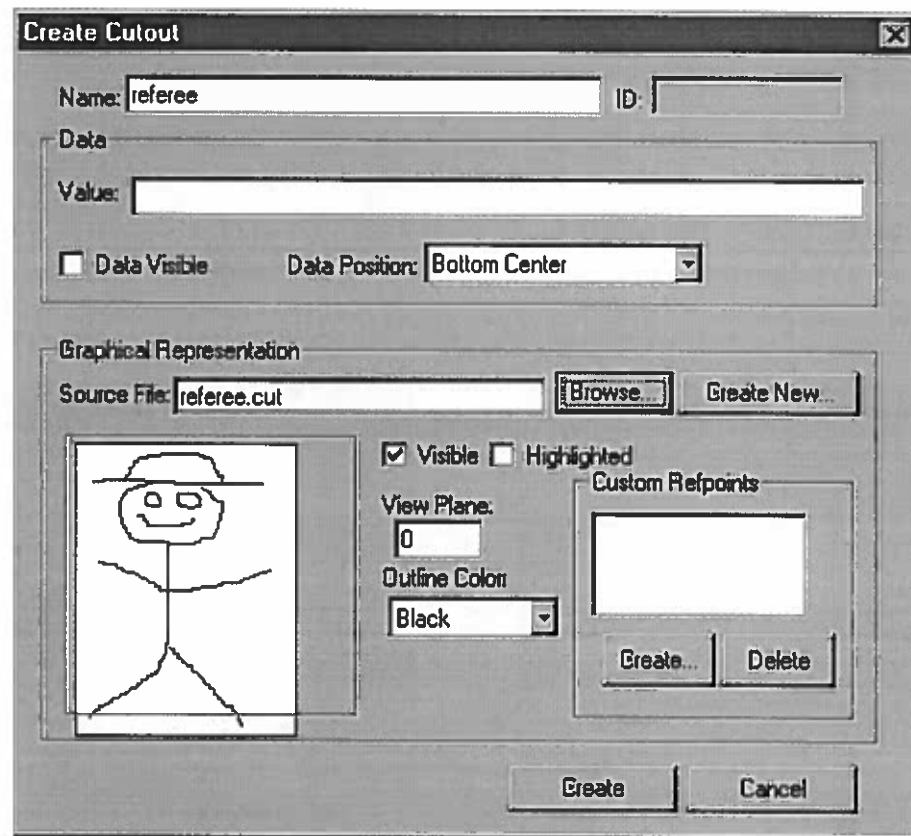 Create Cutout
Name: referee ID:
Data
Value:
Data Visible Data Position: Bottom Center
Graphical Representation
Source File: referee.cut Browse... Create New...
Visible Highlighted
Custom Refpoints
View Plane:
0
Outline Color:
Black
Create... Delete
Create Cancel